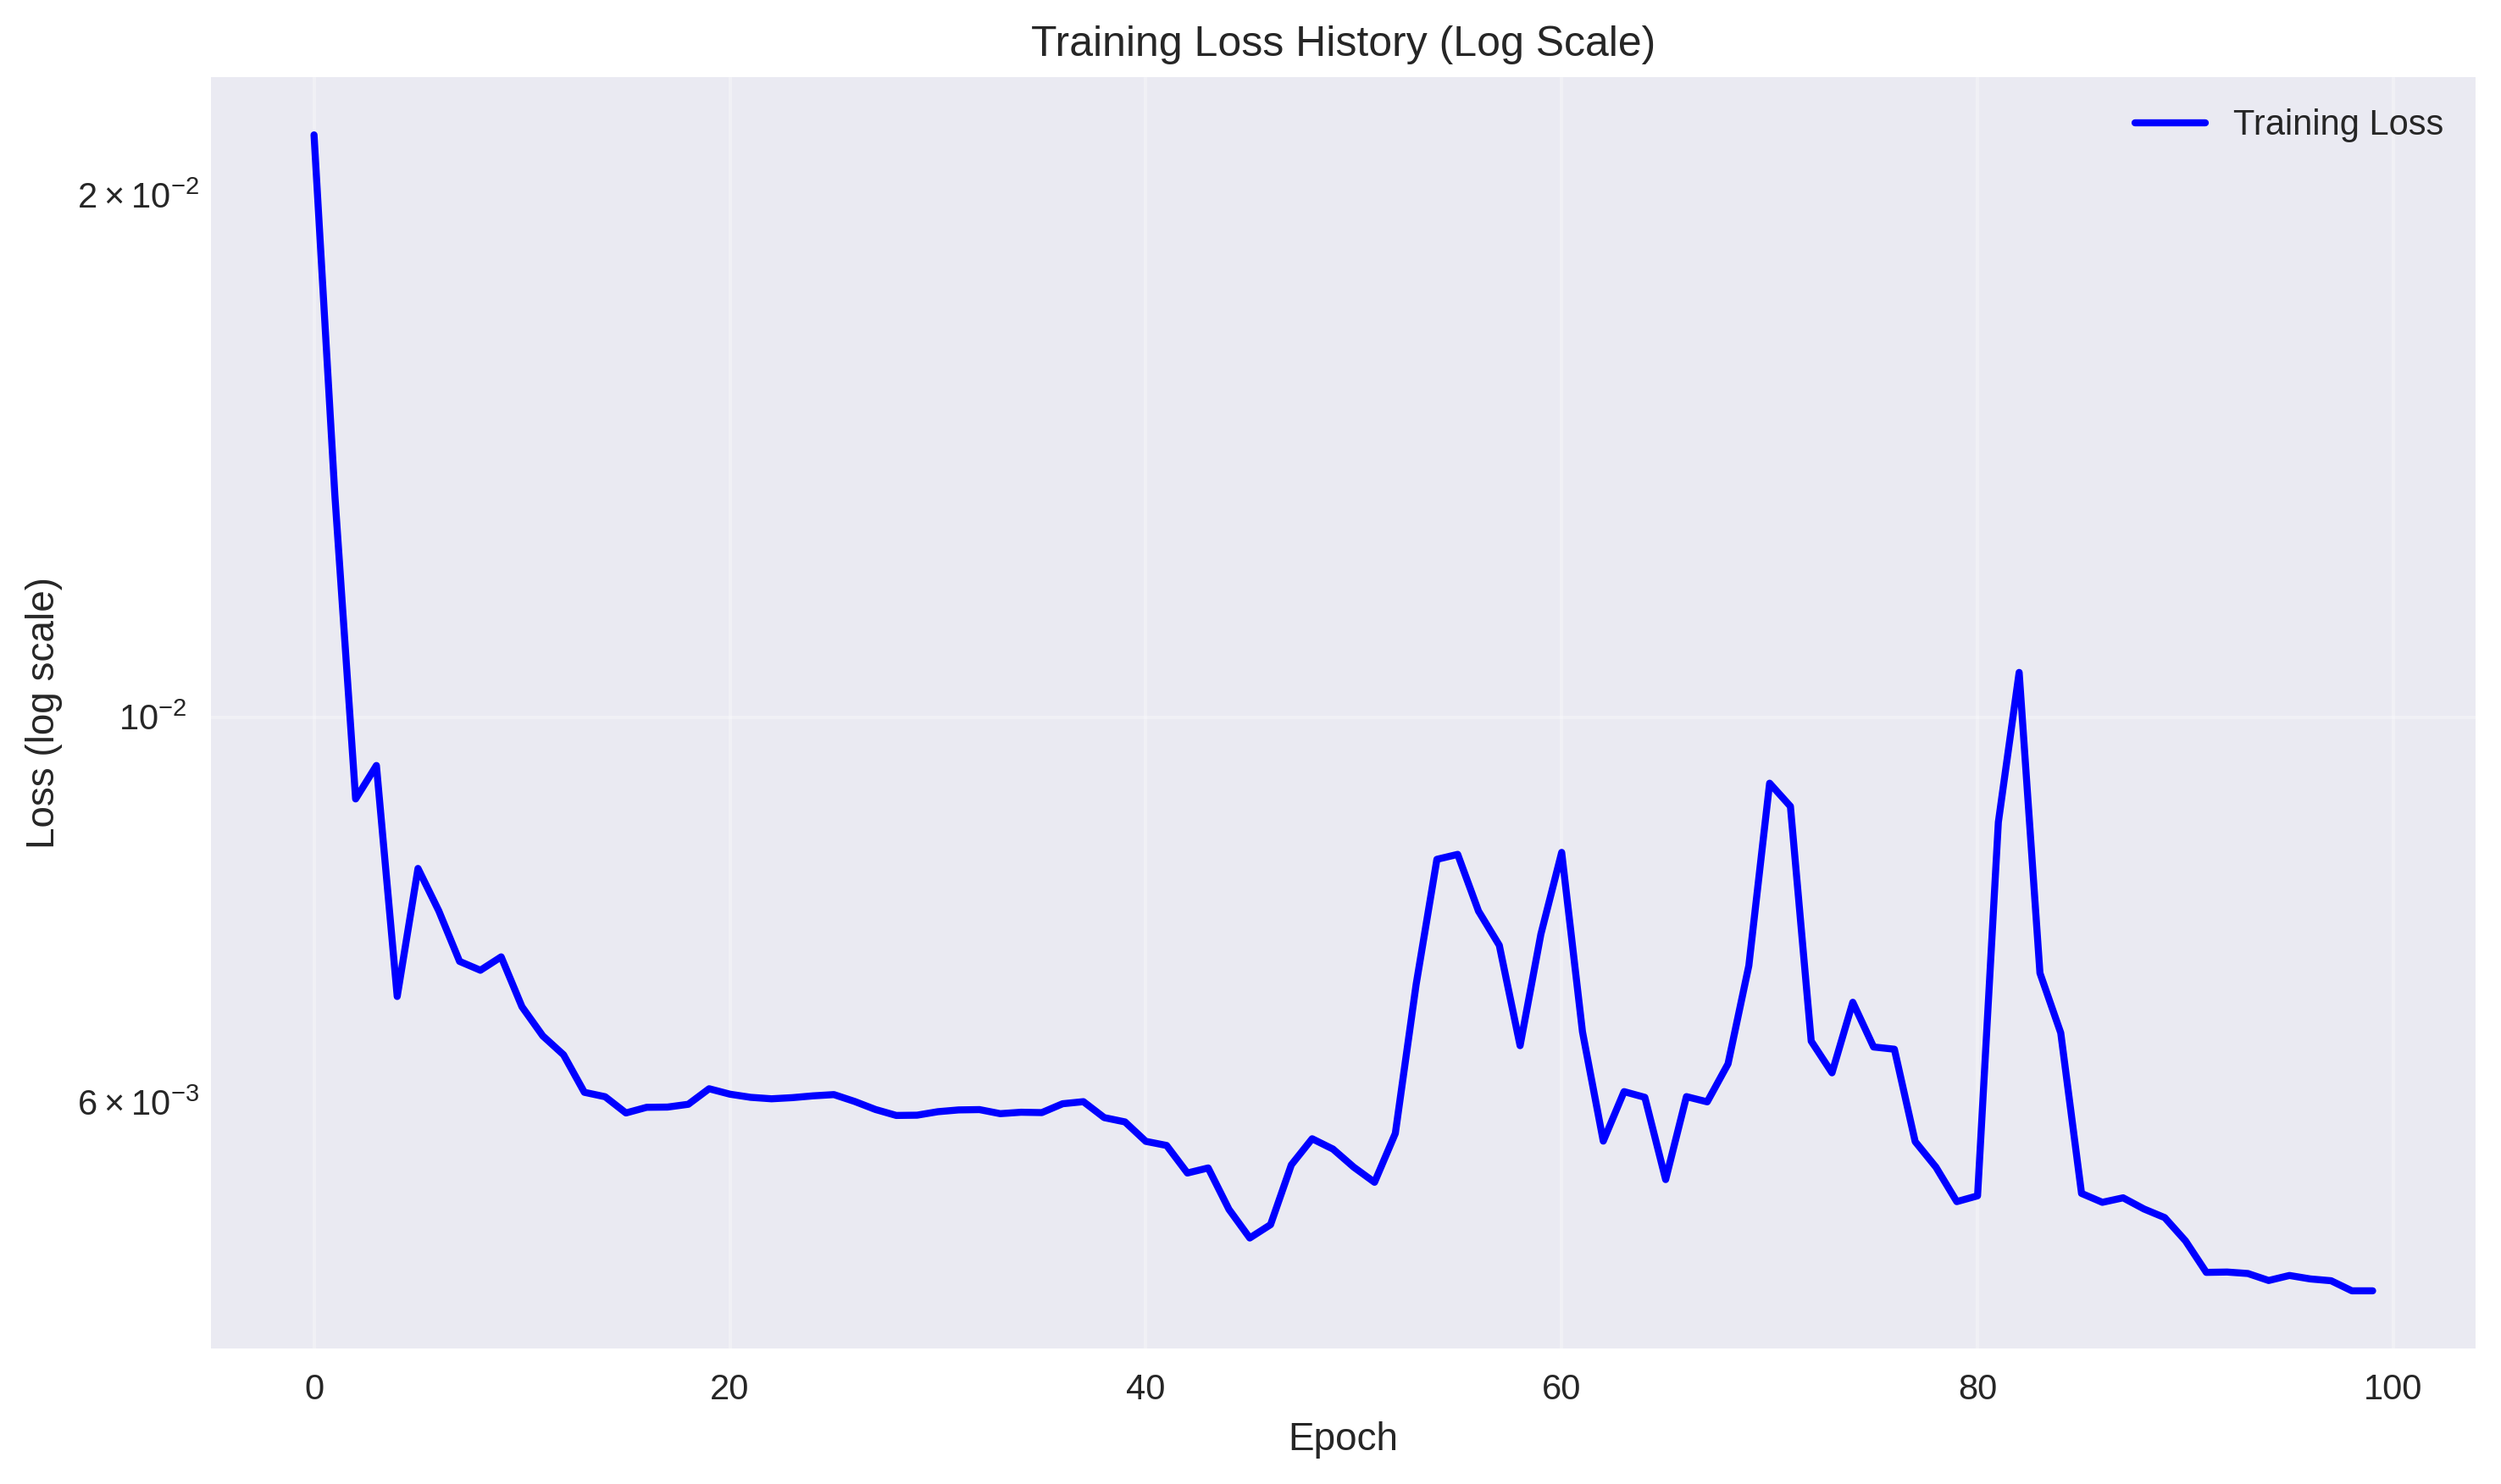 Training Loss History (Log Scale)
Training Loss
2 × 10⁻²
10⁻²
6 × 10⁻³
Loss (log scale)
0 20 40 60 80 100
Epoch